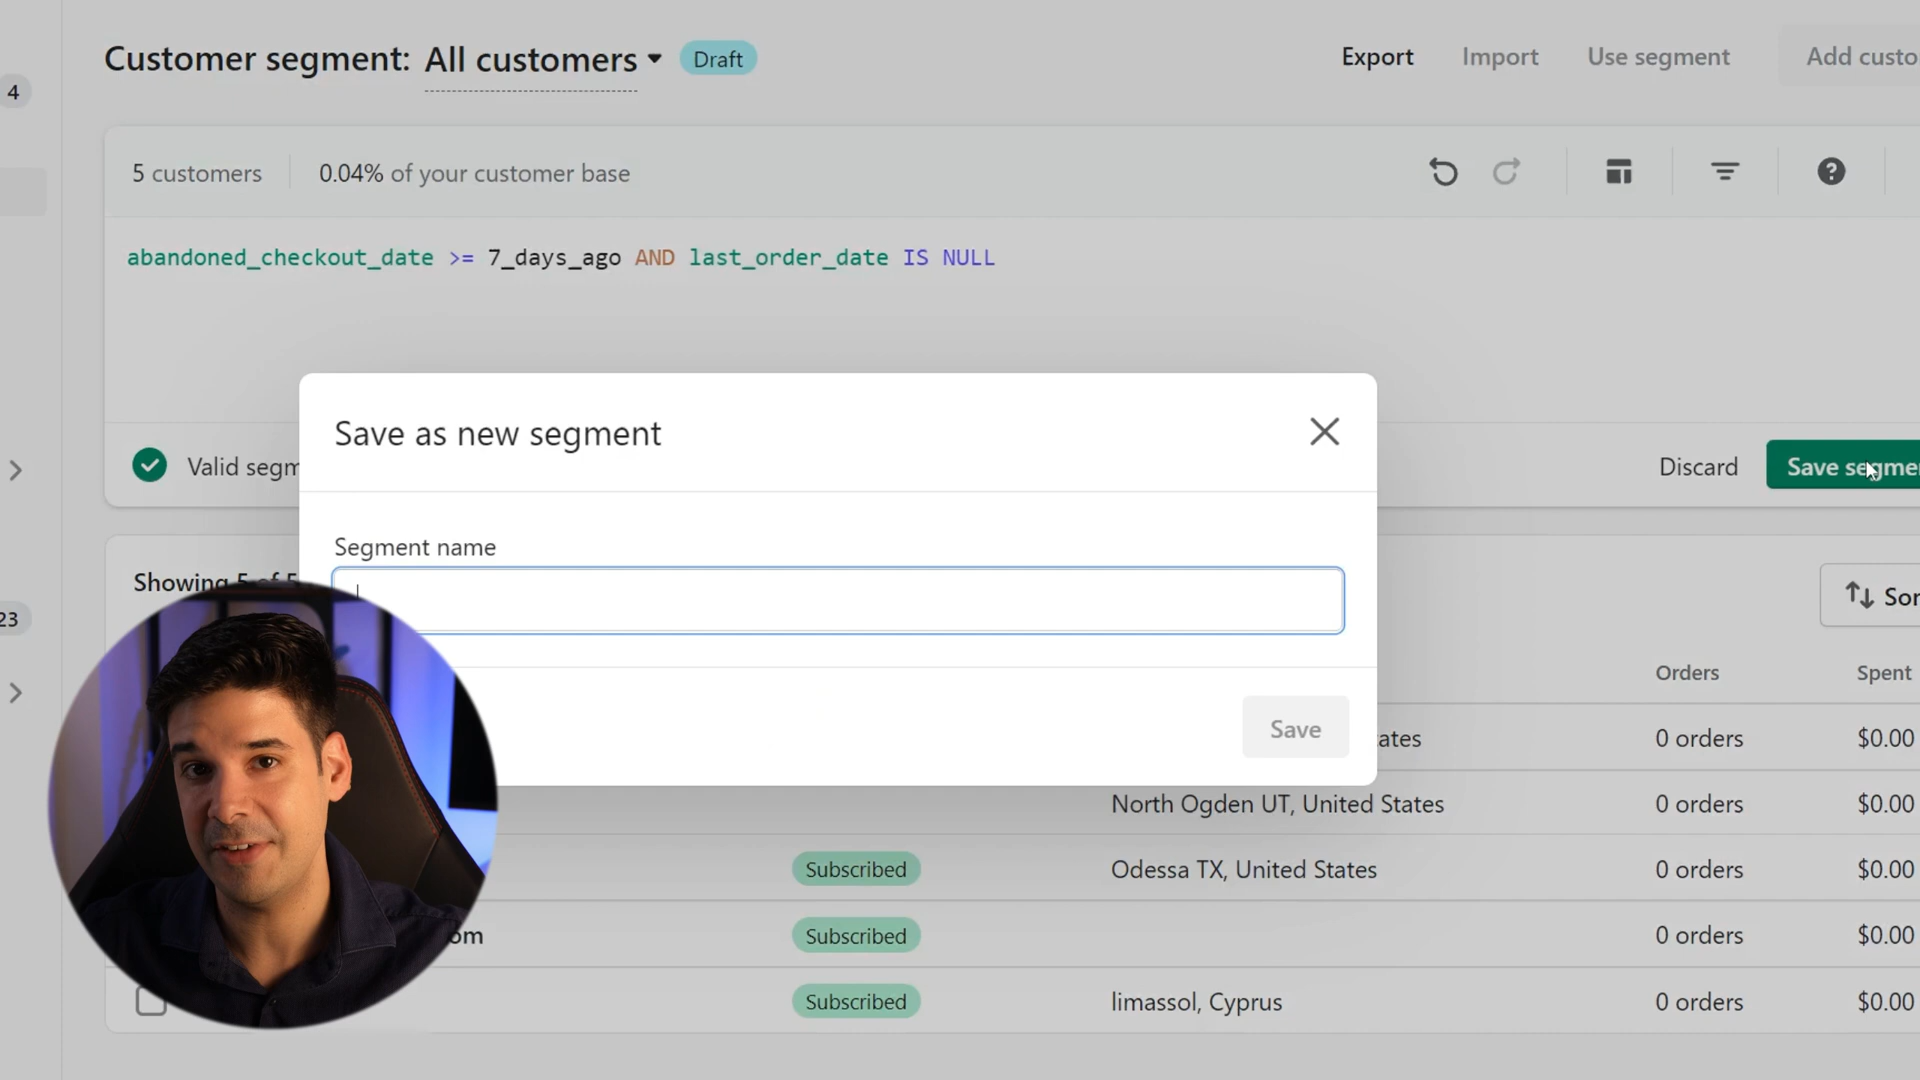 Customer segment: All customers Draft Export Import Use segment Add custo
4
5 customers 0.04% of your customer base
abandoned_checkout_date >= 7_days_ago AND last_order_date IS NULL
Save as new segment
Valid segm Discard Save segmen
Segment name
Showing 5 of 5 Sor
23
Orders Spent
Save
ates 0 orders $0.00
North Ogden UT, United States 0 orders $0.00
Subscribed Odessa TX, United States 0 orders $0.00
om Subscribed 0 orders $0.00
Subscribed limassol, Cyprus 0 orders $0.00